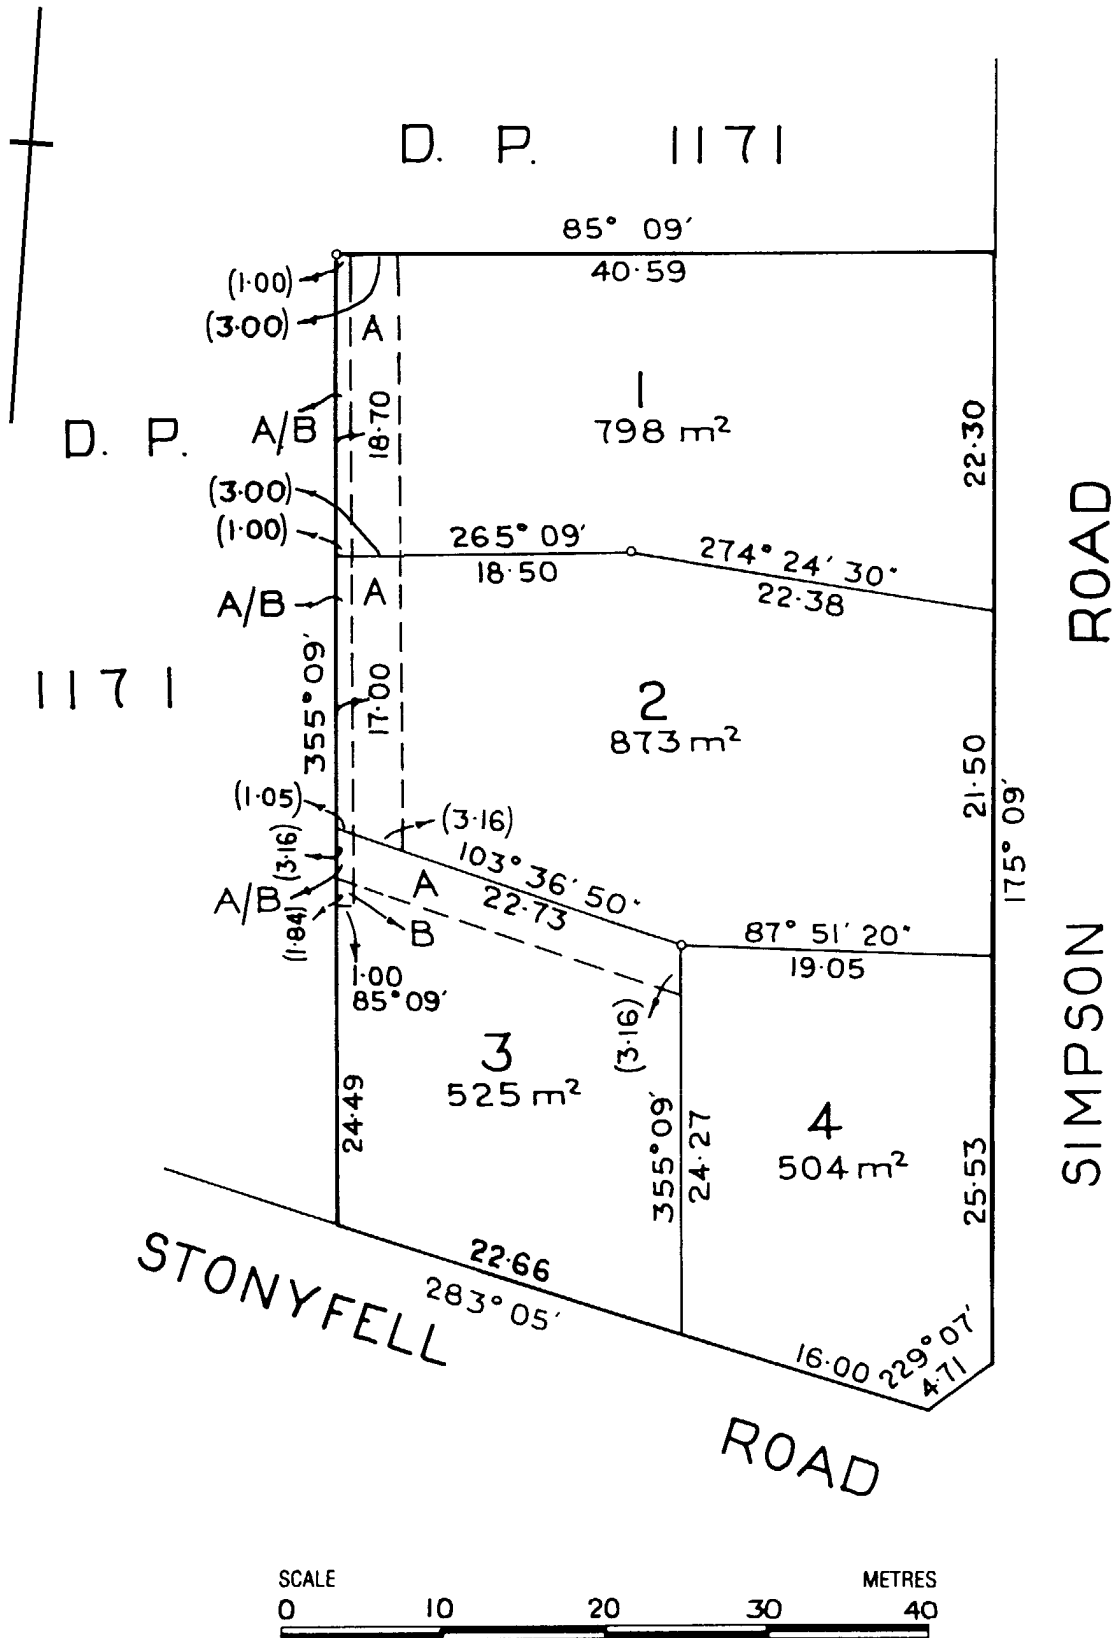 D. P. 1171
85° 09'
40·59
(1·00)
(3·00)
A
1
798 m²
A/B
18·70
22·30
D. P.
(3·00)
(1·00)
265° 09'
18·50
274° 24' 30"
22·38
A/B
A
ROAD
1171
355° 09'
17·00
2
873 m²
21·50
175° 09'
(1·05)
(3·16)
(3·16)
103° 36' 50"
22·73
A
A/B
(1·84)
B
87° 51' 20"
19·05
1·00
85° 09'
(3·16)
3
525 m²
SIMPSON
24·49
355° 09'
24·27
4
504 m²
25·53
STONYFELL
22·66
283° 05'
16·00
229° 07'
4·71
ROAD
SCALE METRES
0 10 20 30 40